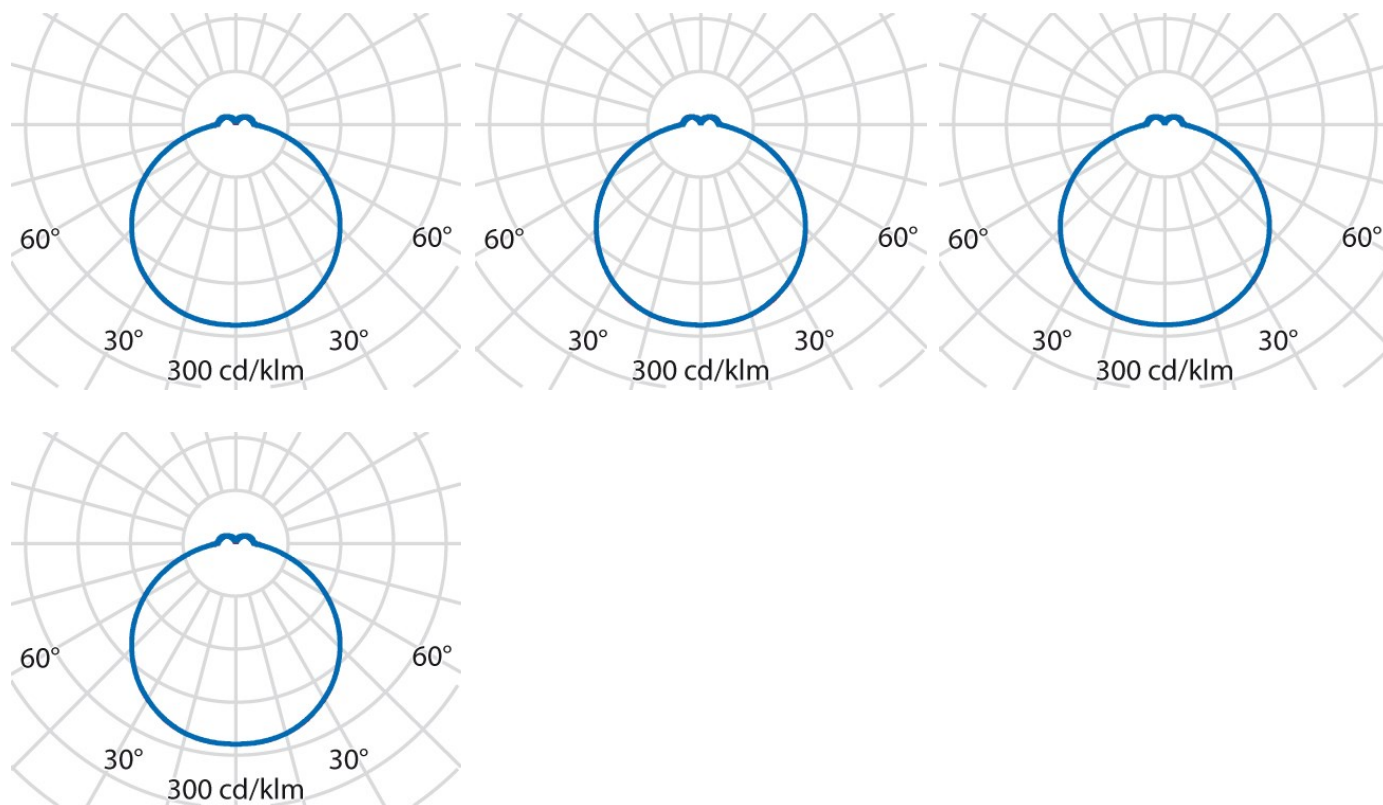 60° 60° 60° 60° 60° 60°
30° 30° 30° 30° 30° 30°
300 cd/klm 300 cd/klm 300 cd/klm
60° 60°
30° 30°
300 cd/klm